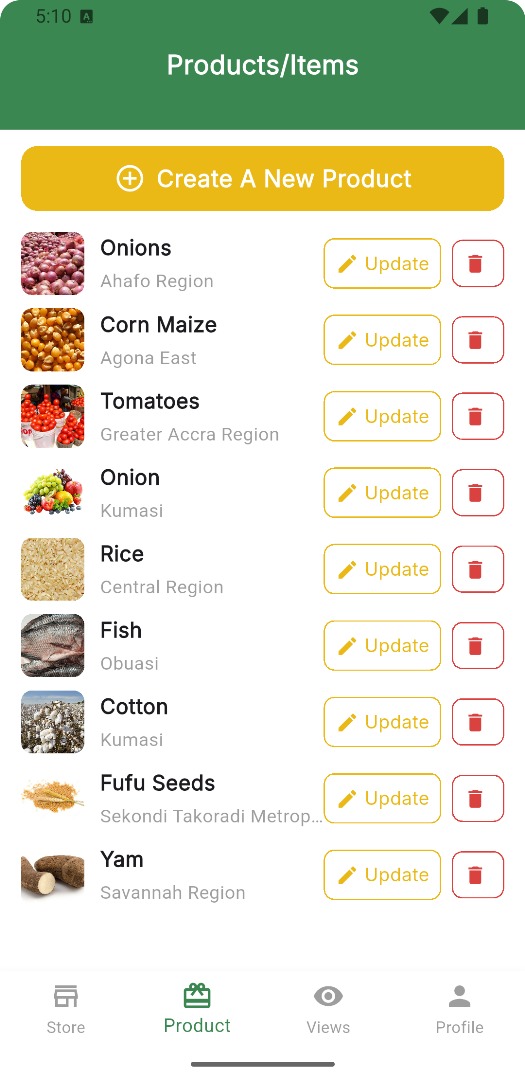 5:10 A
Products/Items
Create A New Product
Onions
Ahafo Region
Update
Corn Maize
Agona East
Update
Tomatoes
Greater Accra Region
Update
Onion
Kumasi
Update
Rice
Central Region
Update
Fish
Obuasi
Update
Cotton
Kumasi
Update
Fufu Seeds
Sekondi Takoradi Metrop...
Update
Yam
Savannah Region
Update
Store
Product
Views
Profile